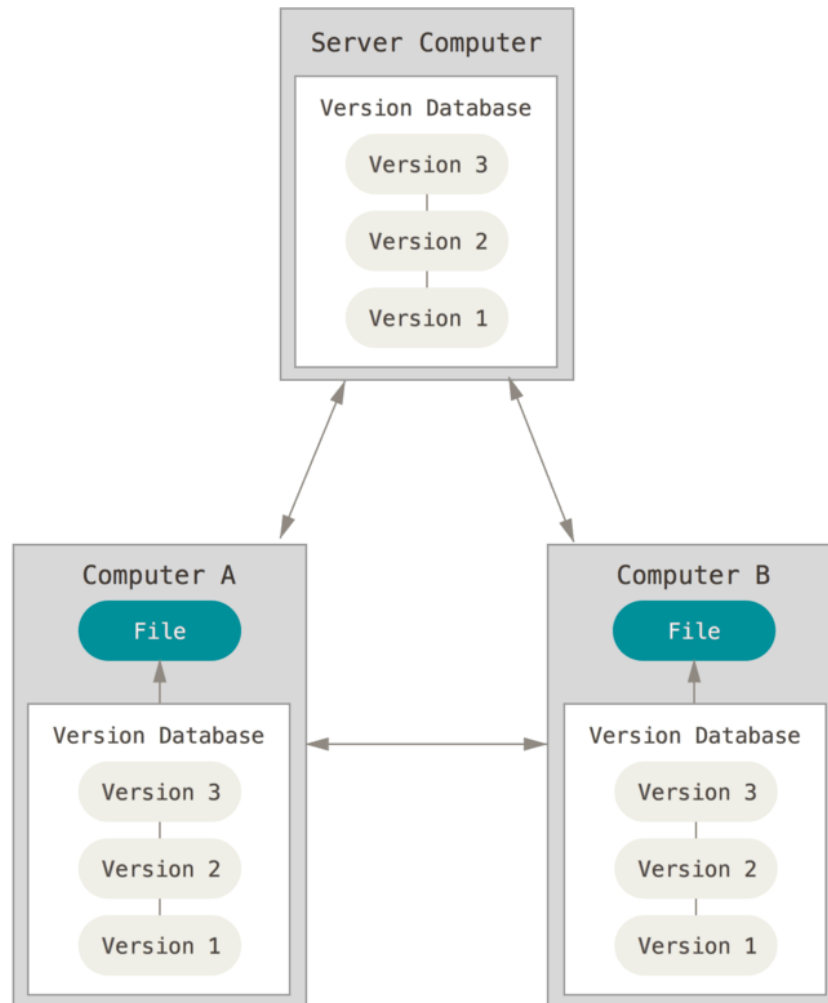 Server Computer
Version Database
Version 3
Version 2
Version 1
Computer A
File
Version Database
Version 3
Version 2
Version 1
Computer B
File
Version Database
Version 3
Version 2
Version 1